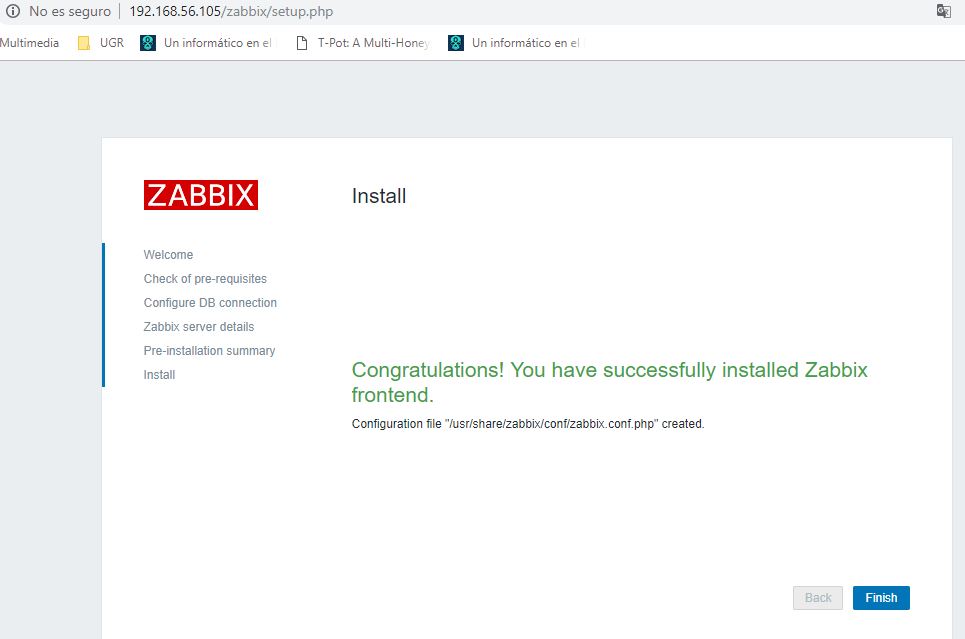 No es seguro | 192.168.56.105/zabbix/setup.php
Multimedia UGR Un informático en el T-Pot: A Multi-Honey Un informático en el
ZABBIX
Install
Welcome
Check of pre-requisites
Configure DB connection
Zabbix server details
Pre-installation summary
Install
Congratulations! You have successfully installed Zabbix
frontend.
Configuration file "/usr/share/zabbix/conf/zabbix.conf.php" created.
Back Finish